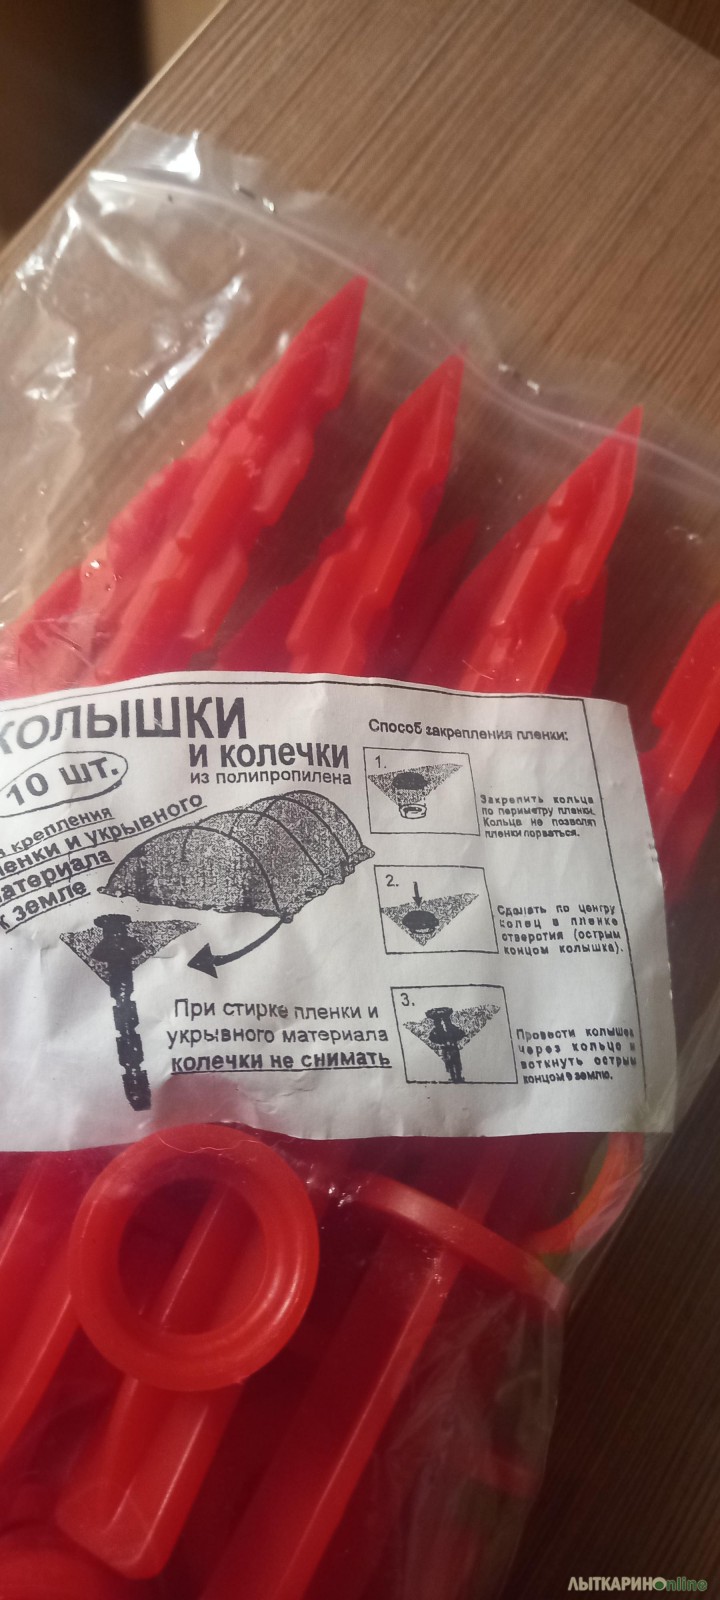 КОЛЫШКИ
и колечки
из полипропилена
10 шт.
крепления
пленки и укрывного
материала
к земле
При стирке пленки и
укрывного материала
колечки не снимать
Способ закрепления пленки:
1.
Закрепить кольца
по периметру пленки.
Кольца не позволят
пленки порваться.
2.
Сделать по центру
колец в пленке
отверстия (острым
концом колышка).
3.
Провести колышек
через кольцо и
воткнуть острым
концом в землю.
ЛЫТКАРИНОonline